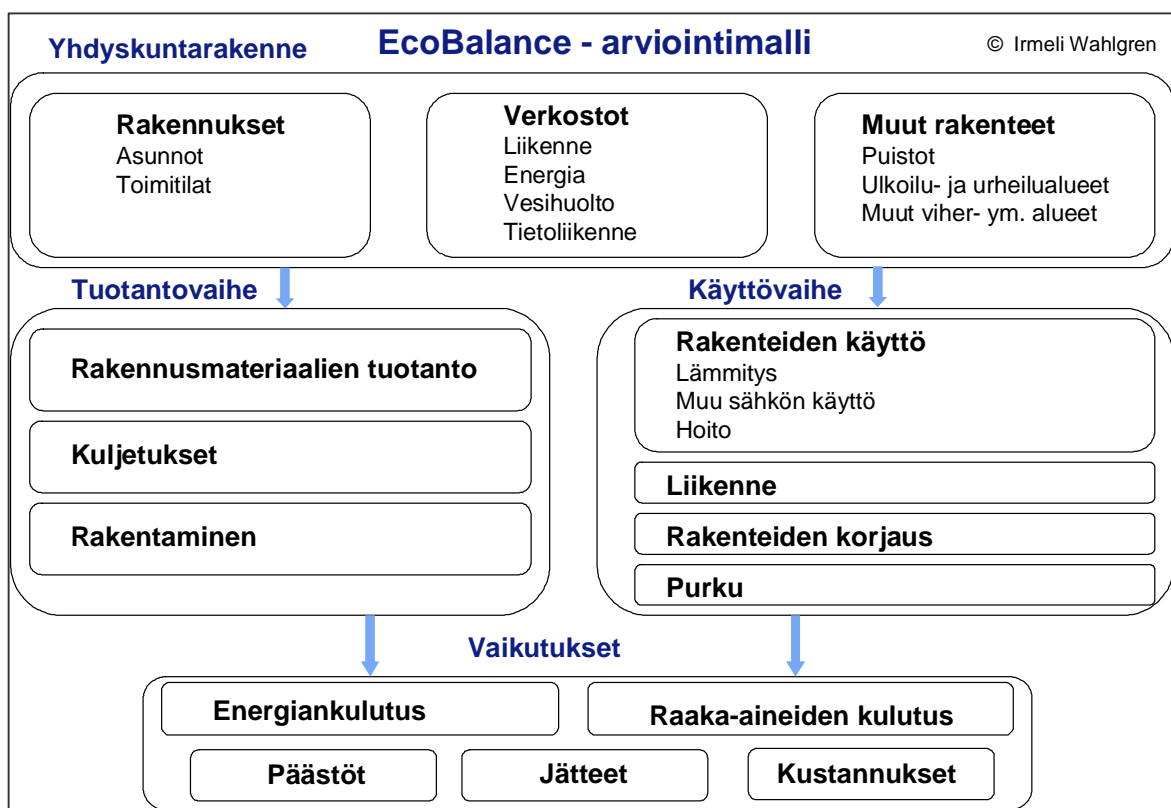 Yhdyskuntarakenne
EcoBalance - arviointimalli
© Irmeli Wahlgren
Rakennukset
Asunnot
Toimitilat
Verkostot
Liikenne
Energia
Vesihuolto
Tietoliikenne
Muut rakenteet
Puistot
Ulkoilu- ja urheilualueet
Muut viher- ym. alueet
Tuotantovaihe
Rakennusmateriaalien tuotanto
Kuljetukset
Rakentaminen
Käyttövaihe
Rakenteiden käyttö
Lämmitys
Muu sähkön käyttö
Hoito
Liikenne
Rakenteiden korjaus
Purku
Vaikutukset
Energiankulutus
Raaka-aineiden kulutus
Päästöt
Jätteet
Kustannukset